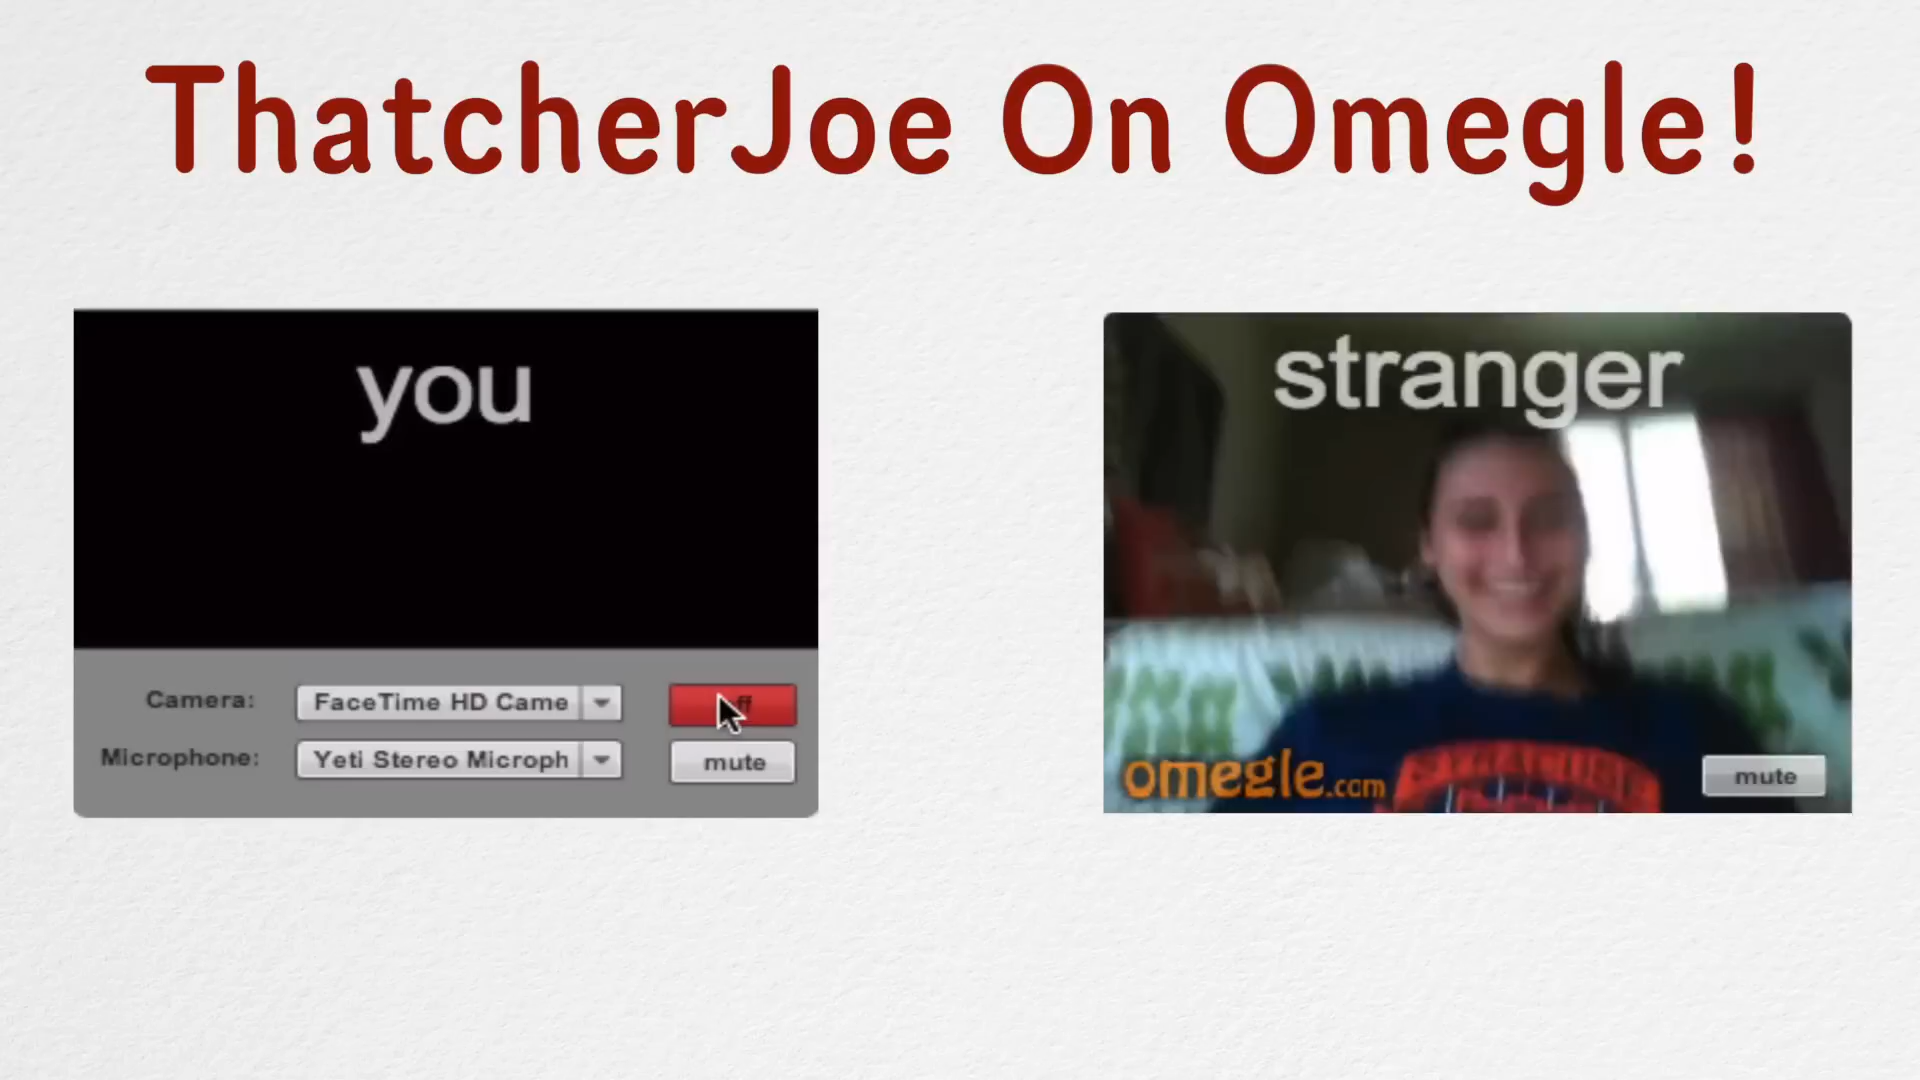 ThatcherJoe On Omegle!
you
Camera: FaceTime HD Came
Microphone: Yeti Stereo Microph mute
stranger
omegle.com mute